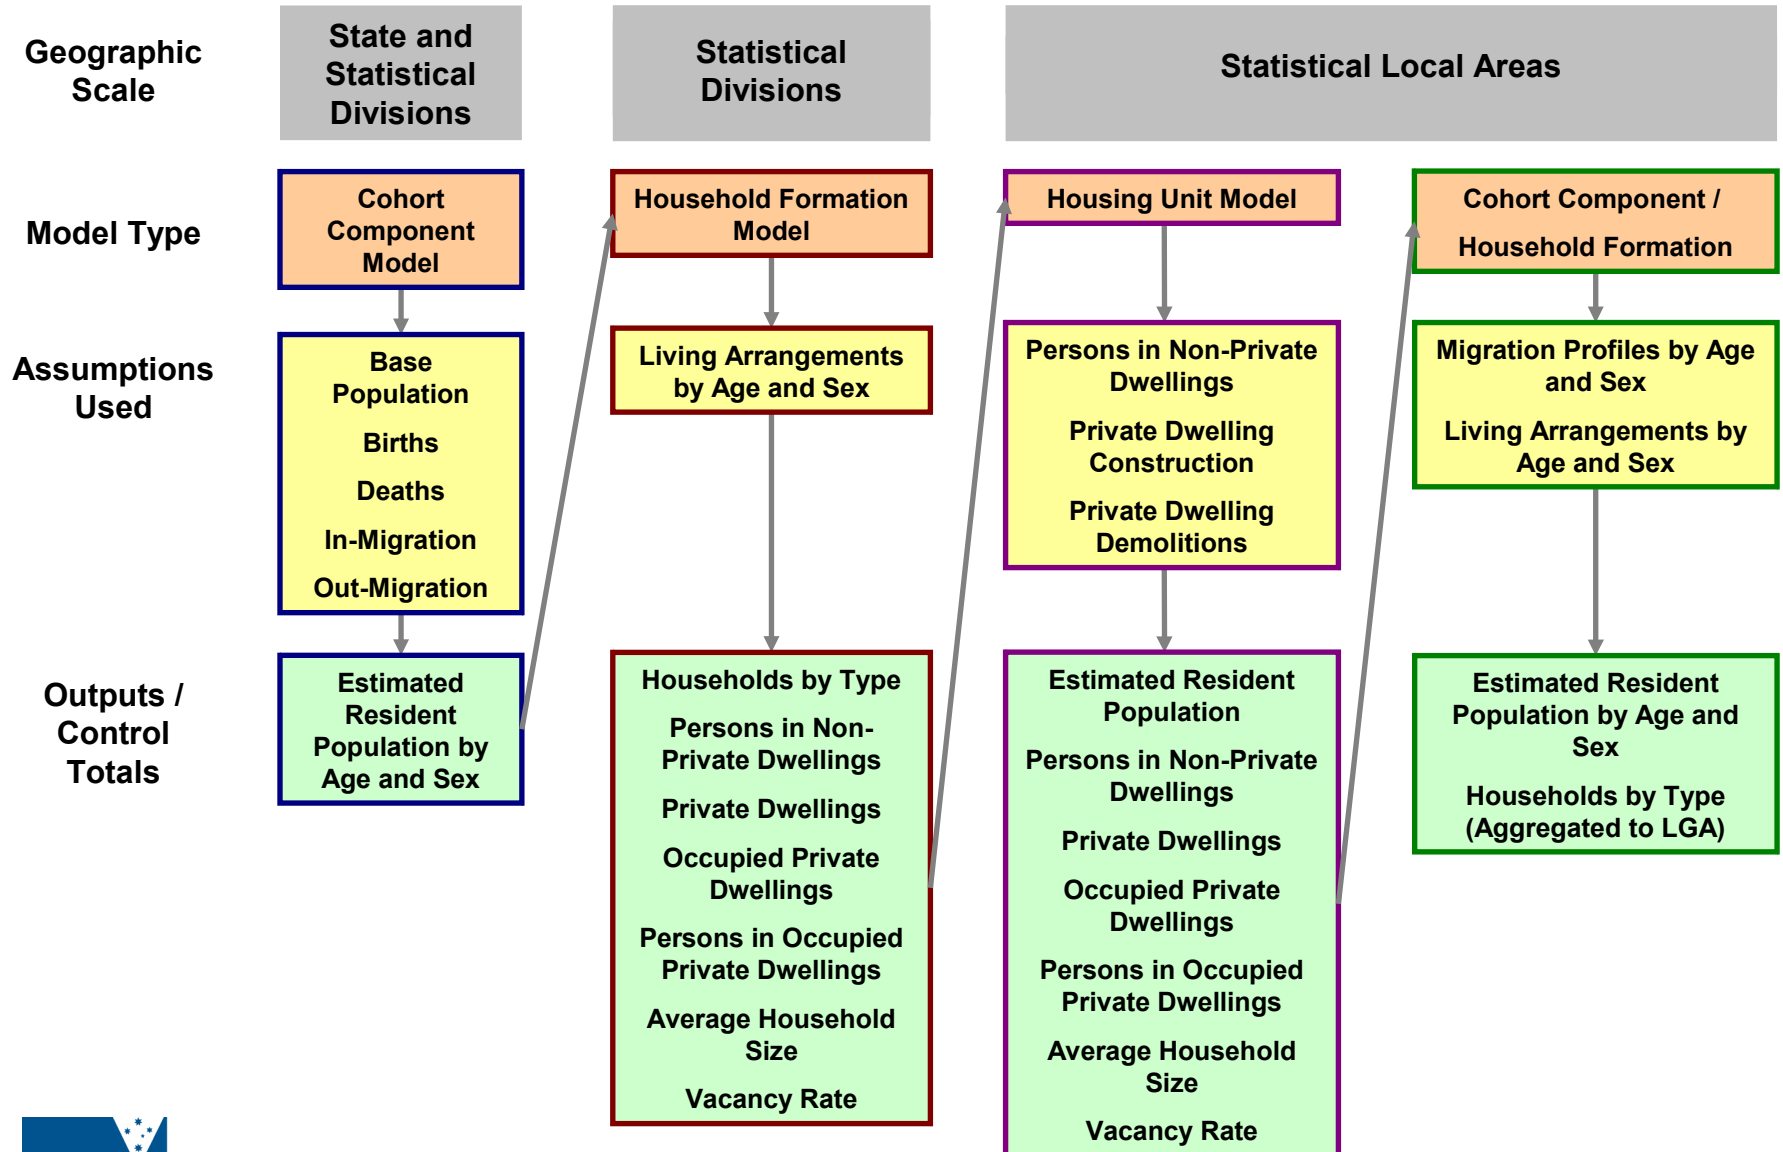 Geographic
Scale
State and
Statistical
Divisions
Statistical
Divisions
Statistical Local Areas
Model Type
Cohort
Component
Model
Household Formation
Model
Housing Unit Model
Cohort Component /
Household Formation
Assumptions
Used
Base
Population
Births
Deaths
In-Migration
Out-Migration
Living Arrangements
by Age and Sex
Persons in Non-Private
Dwellings
Private Dwelling
Construction
Private Dwelling
Demolitions
Migration Profiles by Age
and Sex
Living Arrangements by
Age and Sex
Outputs /
Control
Totals
Estimated
Resident
Population by
Age and Sex
Households by Type
Persons in Non-
Private Dwellings
Private Dwellings
Occupied Private
Dwellings
Persons in Occupied
Private Dwellings
Average Household
Size
Vacancy Rate
Estimated Resident
Population
Persons in Non-Private
Dwellings
Private Dwellings
Occupied Private
Dwellings
Persons in Occupied
Private Dwellings
Average Household
Size
Vacancy Rate
Estimated Resident
Population by Age and
Sex
Households by Type
(Aggregated to LGA)